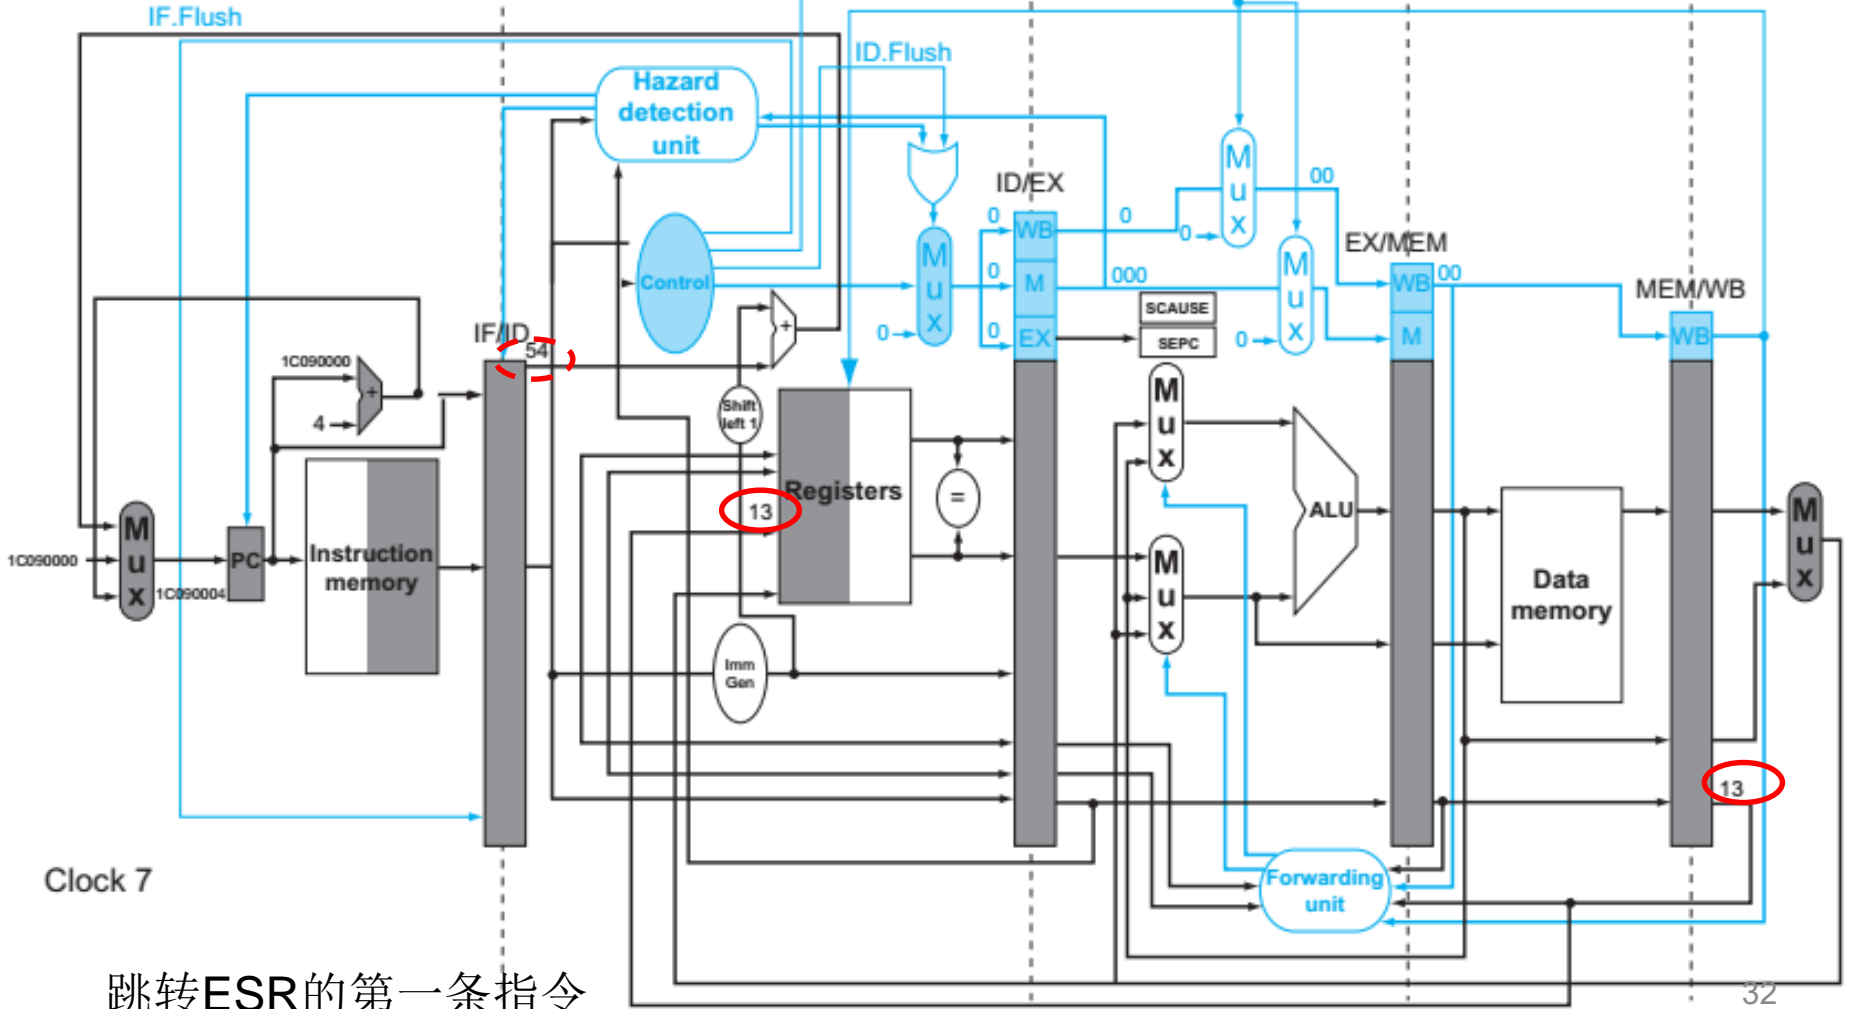 IF.Flush
ID.Flush
Hazard
detection
unit
ID/EX
M
u
x
00
0
0
WB
0
EX/MEM
Control
M
u
x
0
M
000
M
u
x
WB
00
MEM/WB
SCAUSE
0
0
EX
SEPC
0
M
WB
IF/ID
54
+
1C090000
+
4
Shift
left 1
M
u
x
Registers
13
=
ALU
M
u
x
1C090000
M
u
x
1C090004
PC
Instruction
memory
M
u
x
Data
memory
M
u
x
Imm
Gen
13
Clock 7
Forwarding
unit
跳转ESR的第一条指令
32